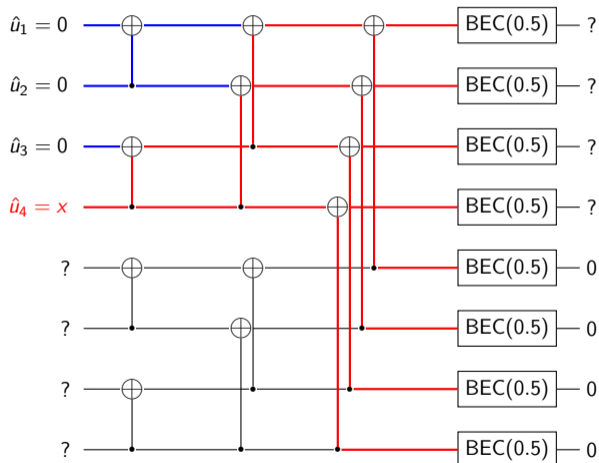 û₁ = 0 BEC(0.5) ?
û₂ = 0 BEC(0.5) ?
û₃ = 0 BEC(0.5) ?
û₄ = x BEC(0.5) ?
? BEC(0.5) 0
? BEC(0.5) 0
? BEC(0.5) 0
? BEC(0.5) 0